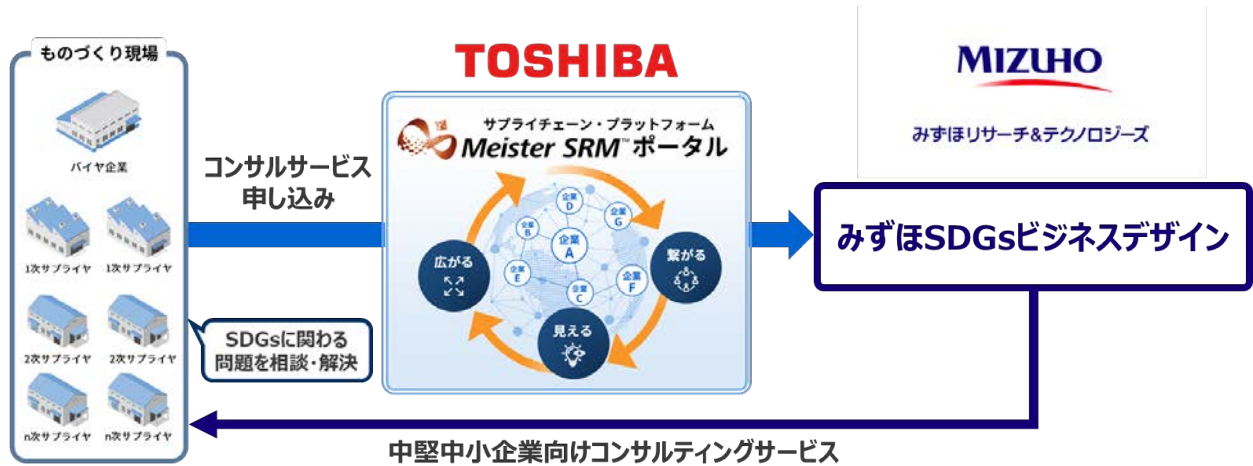 ものづくり現場
バイヤ企業
1次サプライヤ
1次サプライヤ
2次サプライヤ
2次サプライヤ
n次サプライヤ
n次サプライヤ
コンサルサービス
申し込み
SDGsに関わる
問題を相談・解決
TOSHIBA
サプライチェーン・プラットフォーム
Meister SRM™ポータル
企業
D
企業
G
企業
B
企業
A
企業
E
企業
C
企業
F
広がる
繋がる
見える
MIZUHO
みずほリサーチ&テクノロジーズ
みずほSDGsビジネスデザイン
中堅中小企業向けコンサルティングサービス